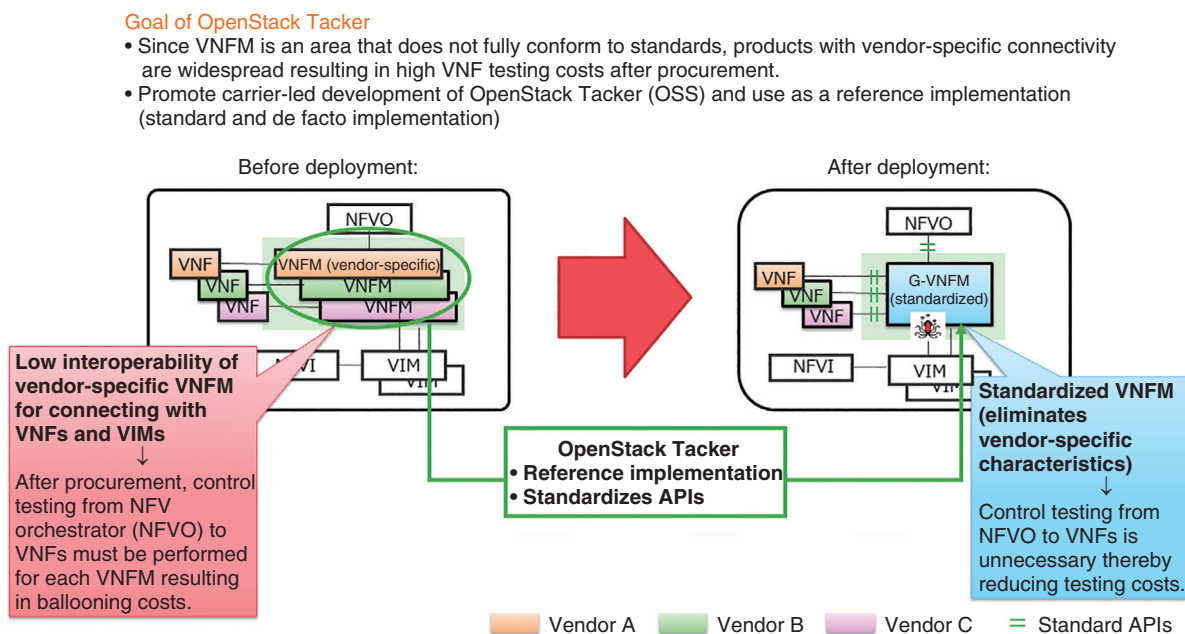 Goal of OpenStack Tacker
• Since VNFM is an area that does not fully conform to standards, products with vendor-specific connectivity
are widespread resulting in high VNF testing costs after procurement.
• Promote carrier-led development of OpenStack Tacker (OSS) and use as a reference implementation
(standard and de facto implementation)
Before deployment:
NFVO
VNF
VNFM (vendor-specific)
VNF
VNFM
VNF
VNFM
NFVI
VIM
VIM
Low interoperability of
vendor-specific VNFM
for connecting with
VNFs and VIMs
↓
After procurement, control
testing from NFV
orchestrator (NFVO) to
VNFs must be performed
for each VNFM resulting
in ballooning costs.
OpenStack Tacker
• Reference implementation
• Standardizes APIs
After deployment:
NFVO
VNF
VNF
VNF
G-VNFM
(standardized)
NFVI
VIM
VIM
Standardized VNFM
(eliminates
vendor-specific
characteristics)
↓
Control testing from
NFVO to VNFs is
unnecessary thereby
reducing testing costs.
Vendor A
Vendor B
Vendor C
Standard APIs